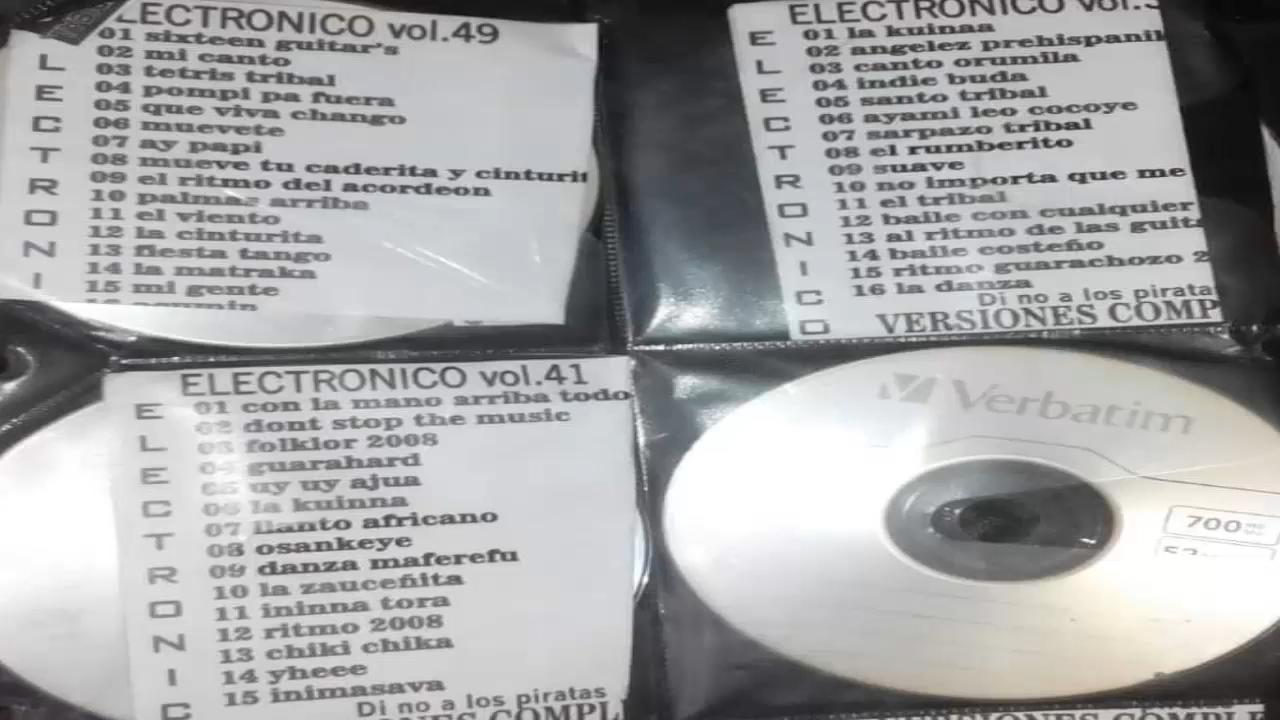 ELECTRONICO vol.49
01 sixteen guitar's
02 mi canto
03 tetris tribal
04 pompi pa fuera
05 que viva chango
06 muevete
07 ay papi
08 mueve tu caderita y cinturit
09 el ritmo del acordeon
10 palmas arriba
11 el viento
12 la cinturita
13 fiesta tango
14 la matraka
15 mi gente
L
E
C
T
R
O
N
I
ELECTRONICO vol.
01 la kuinaa
02 angelez prehispanik
03 canto orumila
04 indie buda
05 santo tribal
06 ayami leo cocoye
07 sarpazo tribal
08 el rumberito
09 suave
10 no importa que me
11 el tribal
12 baile con cualquier
13 al ritmo de las guita
14 baile costeño
15 ritmo guarachozo 2
16 la danza
Di no a los pirata
VERSIONES COMP
E
L
E
C
T
R
O
N
I
C
O
ELECTRONICO vol.41
01 con la mano arriba todo
02 dont stop the music
03 folklor 2008
04 guarahard
05 uy uy ajua
06 la kuinna
07 llanto africano
08 osankeye
09 danza maferefu
10 la zauceñita
11 ininna tora
12 ritmo 2008
13 chiki chika
14 yheee
15 inimasava
Di no a los piratas
E
L
E
C
T
R
O
N
I
C
Verbatim
700